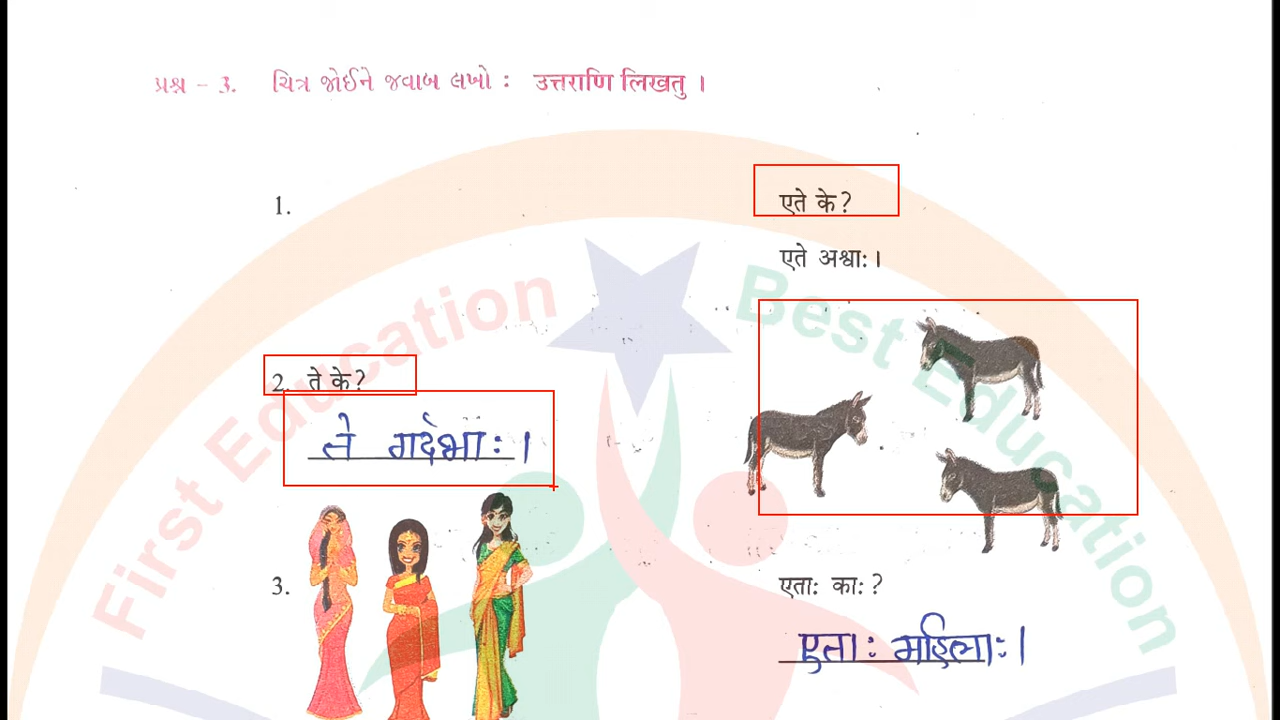 પ્રશ્ન - 3. ચિત્ર જોઈને જવાબ લખો : उत्तराणि लिखतु ।
1. एते के?
एते अश्वाः ।
2. ते के?
ते गर्दभाः ।
3. एताः काः ?
एताः महिलाः ।
First Education Best Education